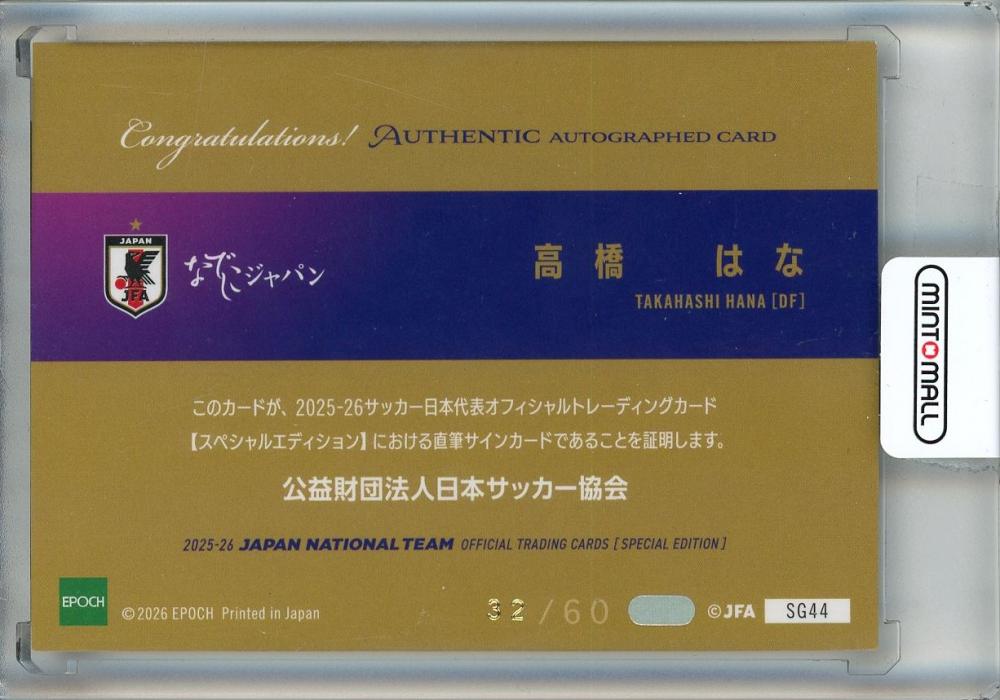 Congratulations! AUTHENTIC AUTOGRAPHED CARD
JAPAN
JFA
なでしこジャパン
高橋 はな
TAKAHASHI HANA [DF]
MINTMALL
このカードが、2025-26サッカー日本代表オフィシャルトレーディングカード
【スペシャルエディション】における直筆サインカードであることを証明します。
公益財団法人日本サッカー協会
2025-26 JAPAN NATIONAL TEAM OFFICIAL TRADING CARDS [SPECIAL EDITION]
EPOCH
©2026 EPOCH Printed in Japan
32/60
©JFA
SG44